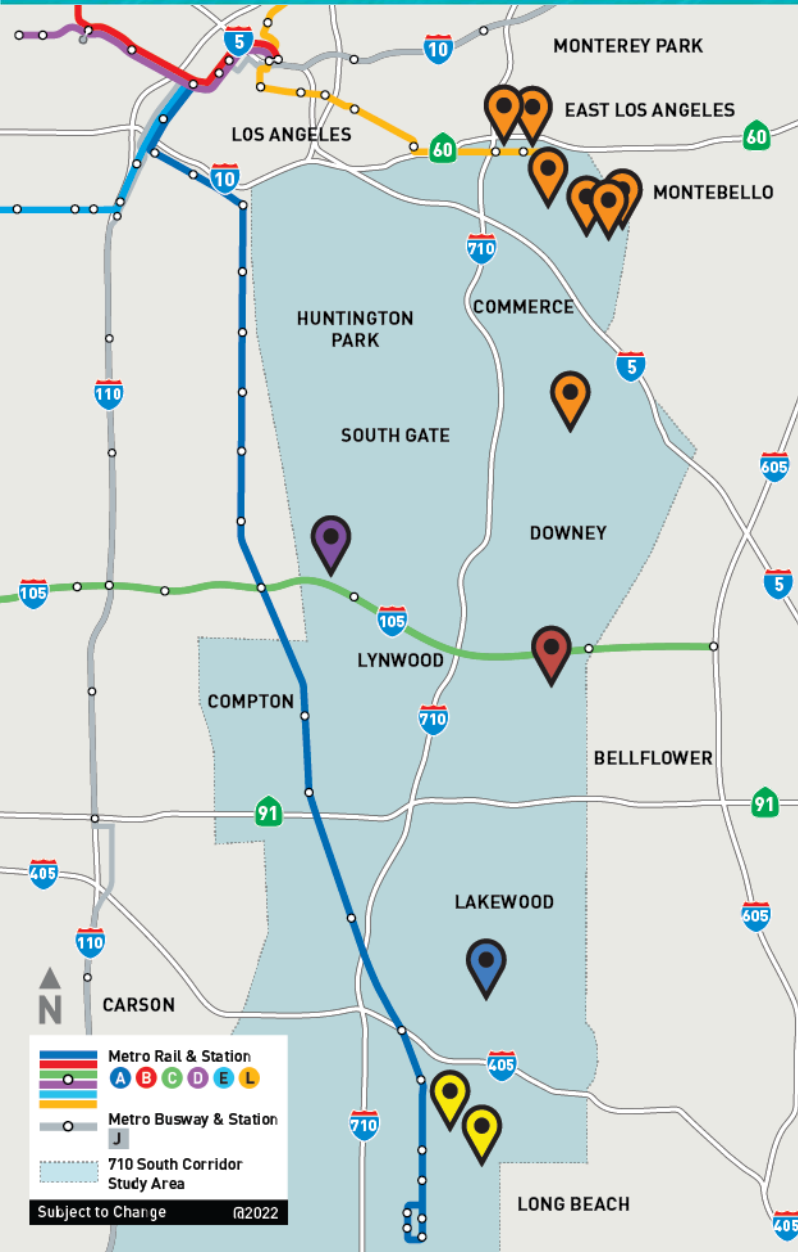 5
10
MONTEREY PARK
EAST LOS ANGELES
LOS ANGELES
60
60
10
MONTEBELLO
710
COMMERCE
HUNTINGTON
PARK
5
110
SOUTH GATE
605
DOWNEY
5
105
105
LYNWOOD
COMPTON
710
BELLFLOWER
91
91
405
LAKEWOOD
605
110
N
CARSON
405
Metro Rail & Station
A B C D E L
Metro Busway & Station
J
710 South Corridor
Study Area
Subject to Change @2022
710
LONG BEACH
405